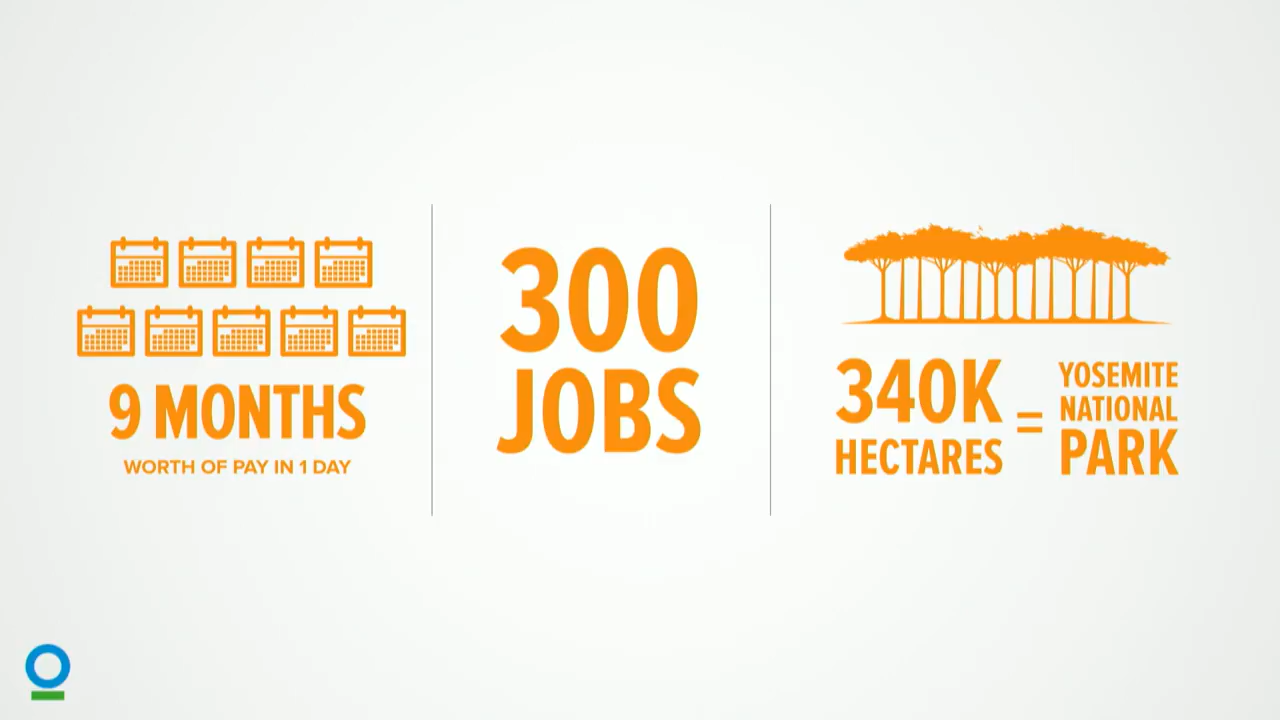 9 MONTHS
WORTH OF PAY IN 1 DAY
300
JOBS
340K
HECTARES
=
YOSEMITE
NATIONAL
PARK